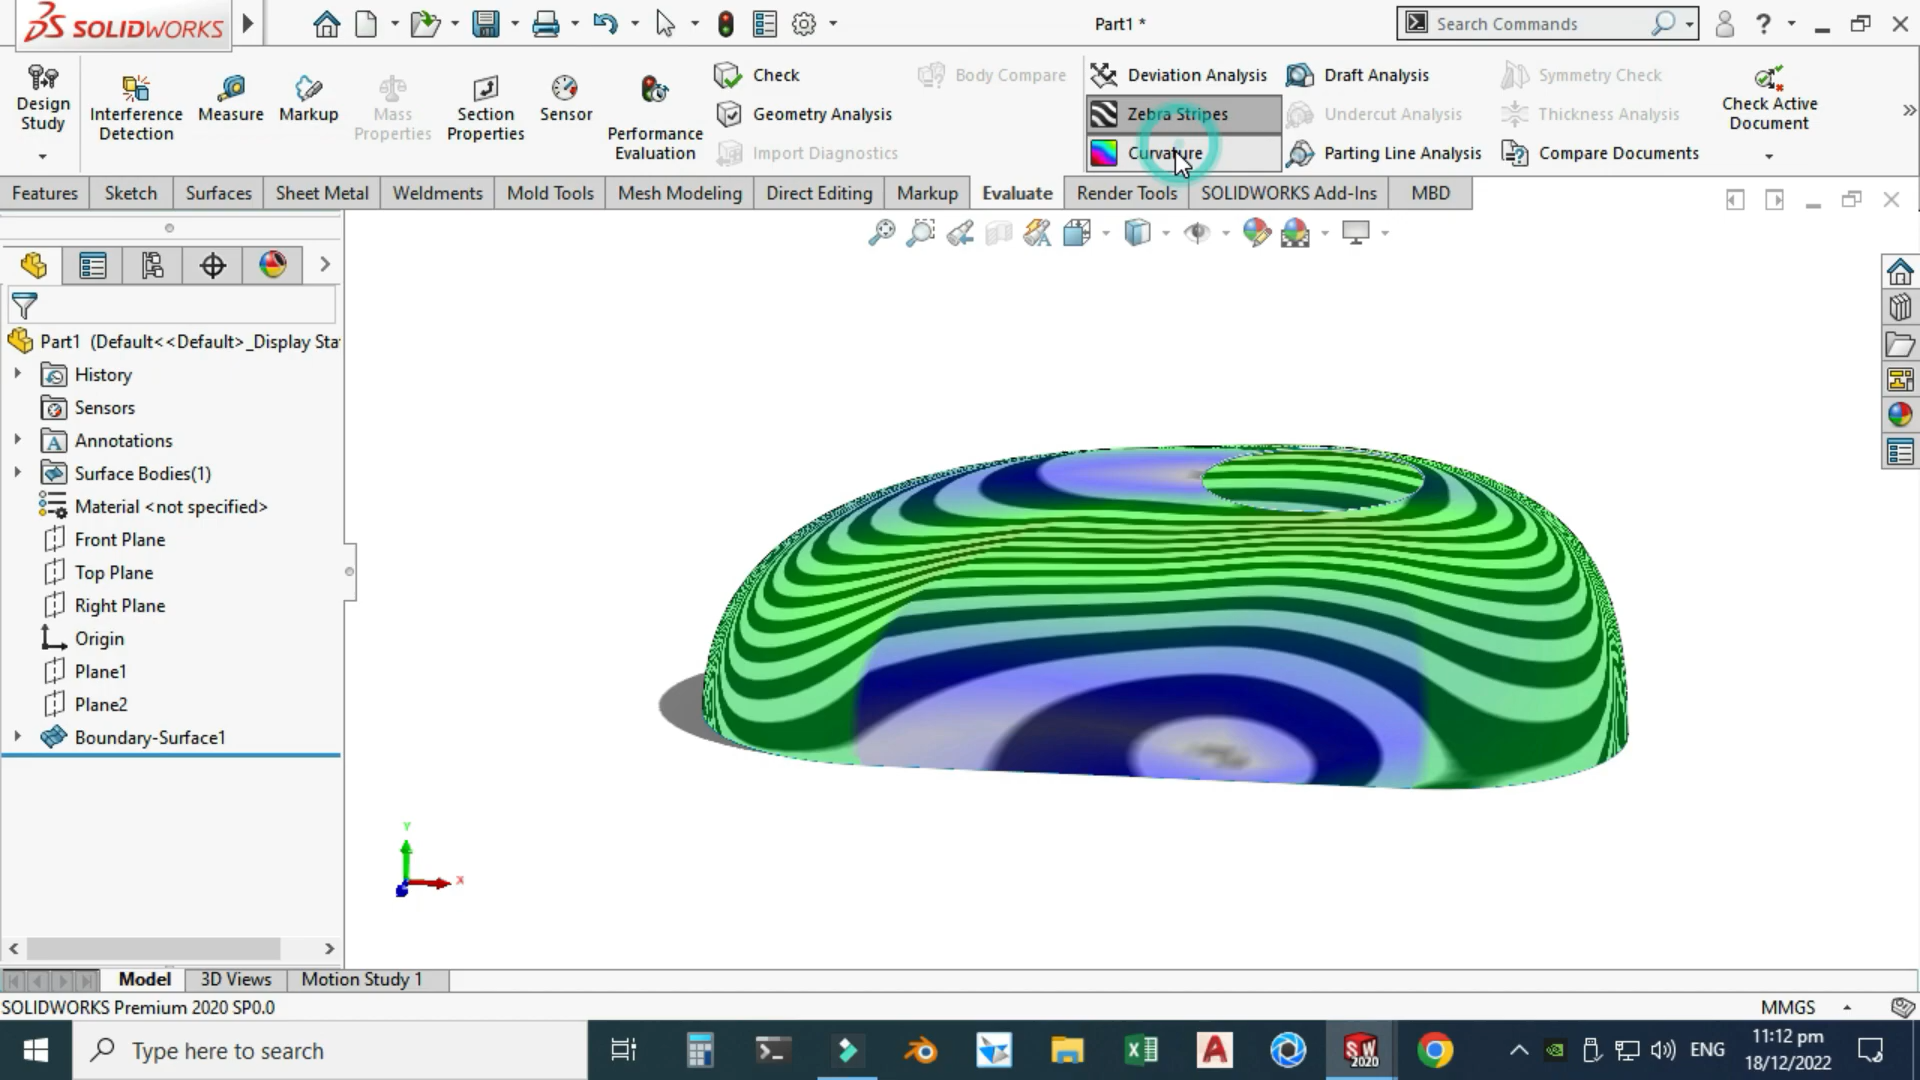 SOLIDWORKS
Part1 *
Search Commands
Design Study
Interference Detection
Measure
Markup
Mass Properties
Section Properties
Sensor
Performance Evaluation
Check
Geometry Analysis
Import Diagnostics
Body Compare
Deviation Analysis
Zebra Stripes
Curvature
Draft Analysis
Undercut Analysis
Parting Line Analysis
Symmetry Check
Thickness Analysis
Compare Documents
Check Active Document
Features
Sketch
Surfaces
Sheet Metal
Weldments
Mold Tools
Mesh Modeling
Direct Editing
Markup
Evaluate
Render Tools
SOLIDWORKS Add-Ins
MBD
Part1 (Default<<Default>_Display Sta
History
Sensors
Annotations
Surface Bodies(1)
Material <not specified>
Front Plane
Top Plane
Right Plane
Origin
Plane1
Plane2
Boundary-Surface1
Y
X
Model
3D Views
Motion Study 1
SOLIDWORKS Premium 2020 SP0.0
MMGS
Type here to search
SW 2020
ENG
11:12 pm
18/12/2022